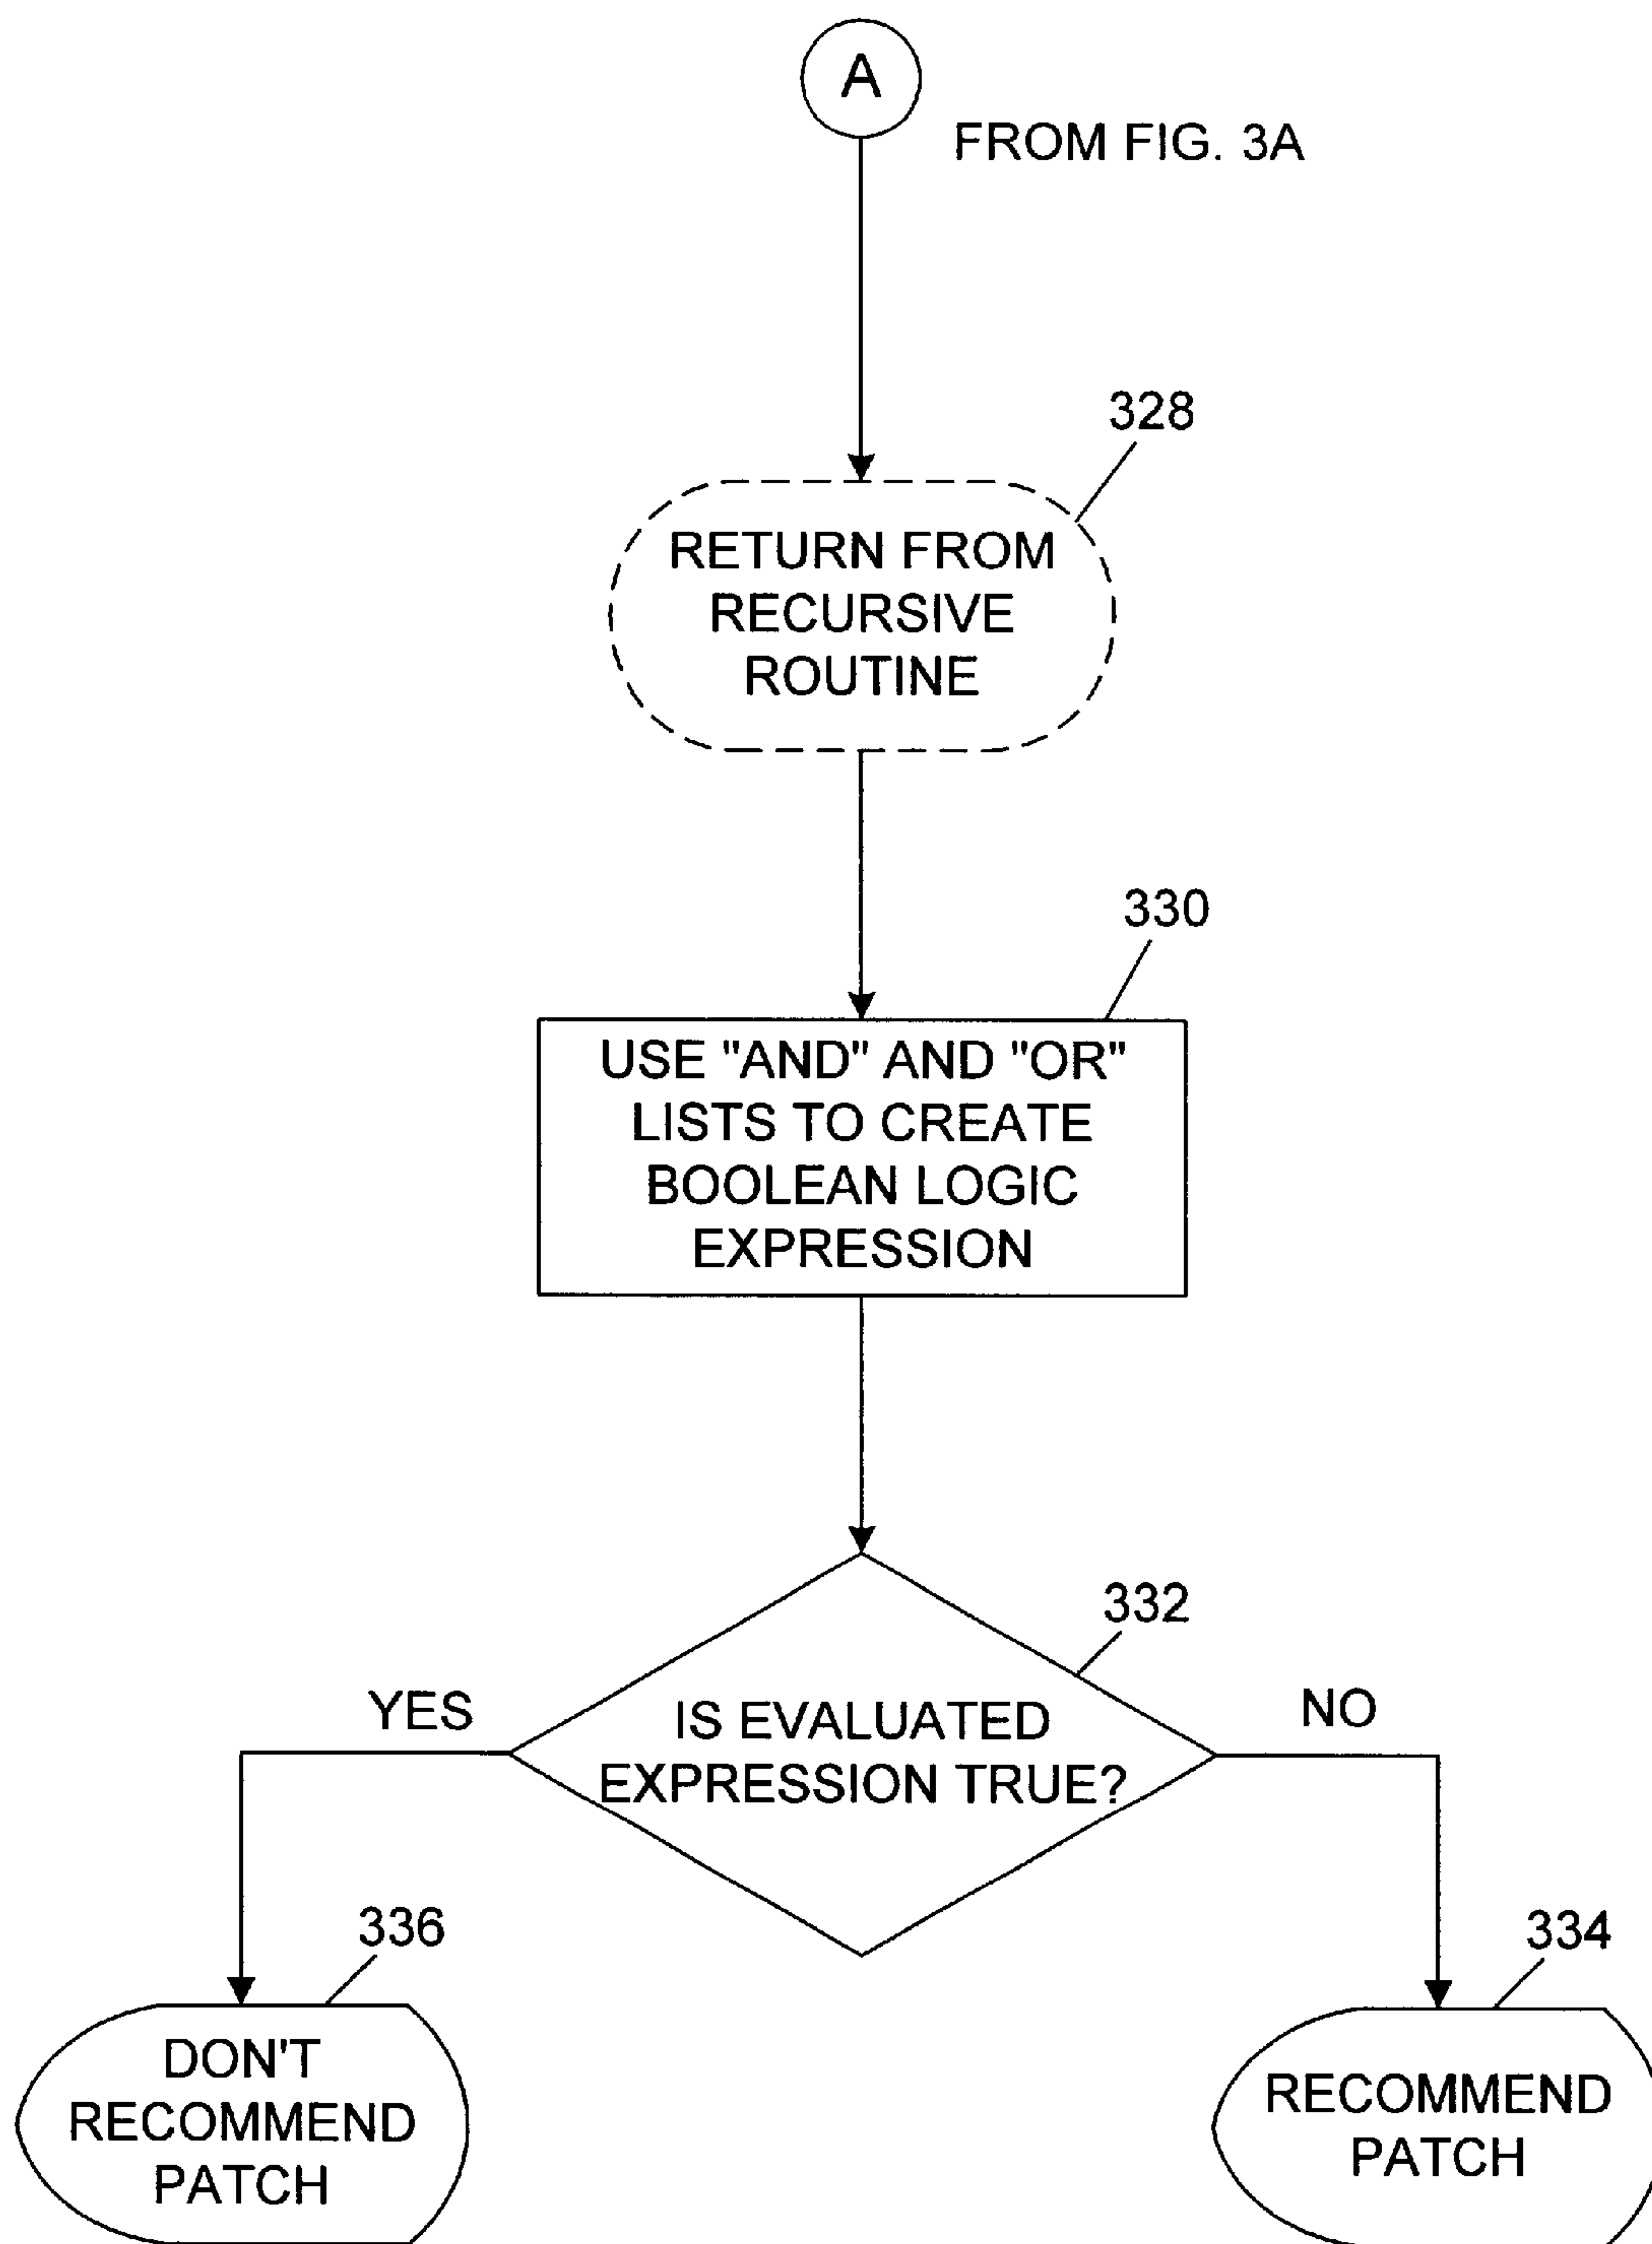 A
FROM FIG. 3A
328
RETURN FROM
RECURSIVE
ROUTINE
330
USE "AND" AND "OR"
LISTS TO CREATE
BOOLEAN LOGIC
EXPRESSION
332
YES
IS EVALUATED
EXPRESSION TRUE?
NO
336
DON'T
RECOMMEND
PATCH
334
RECOMMEND
PATCH